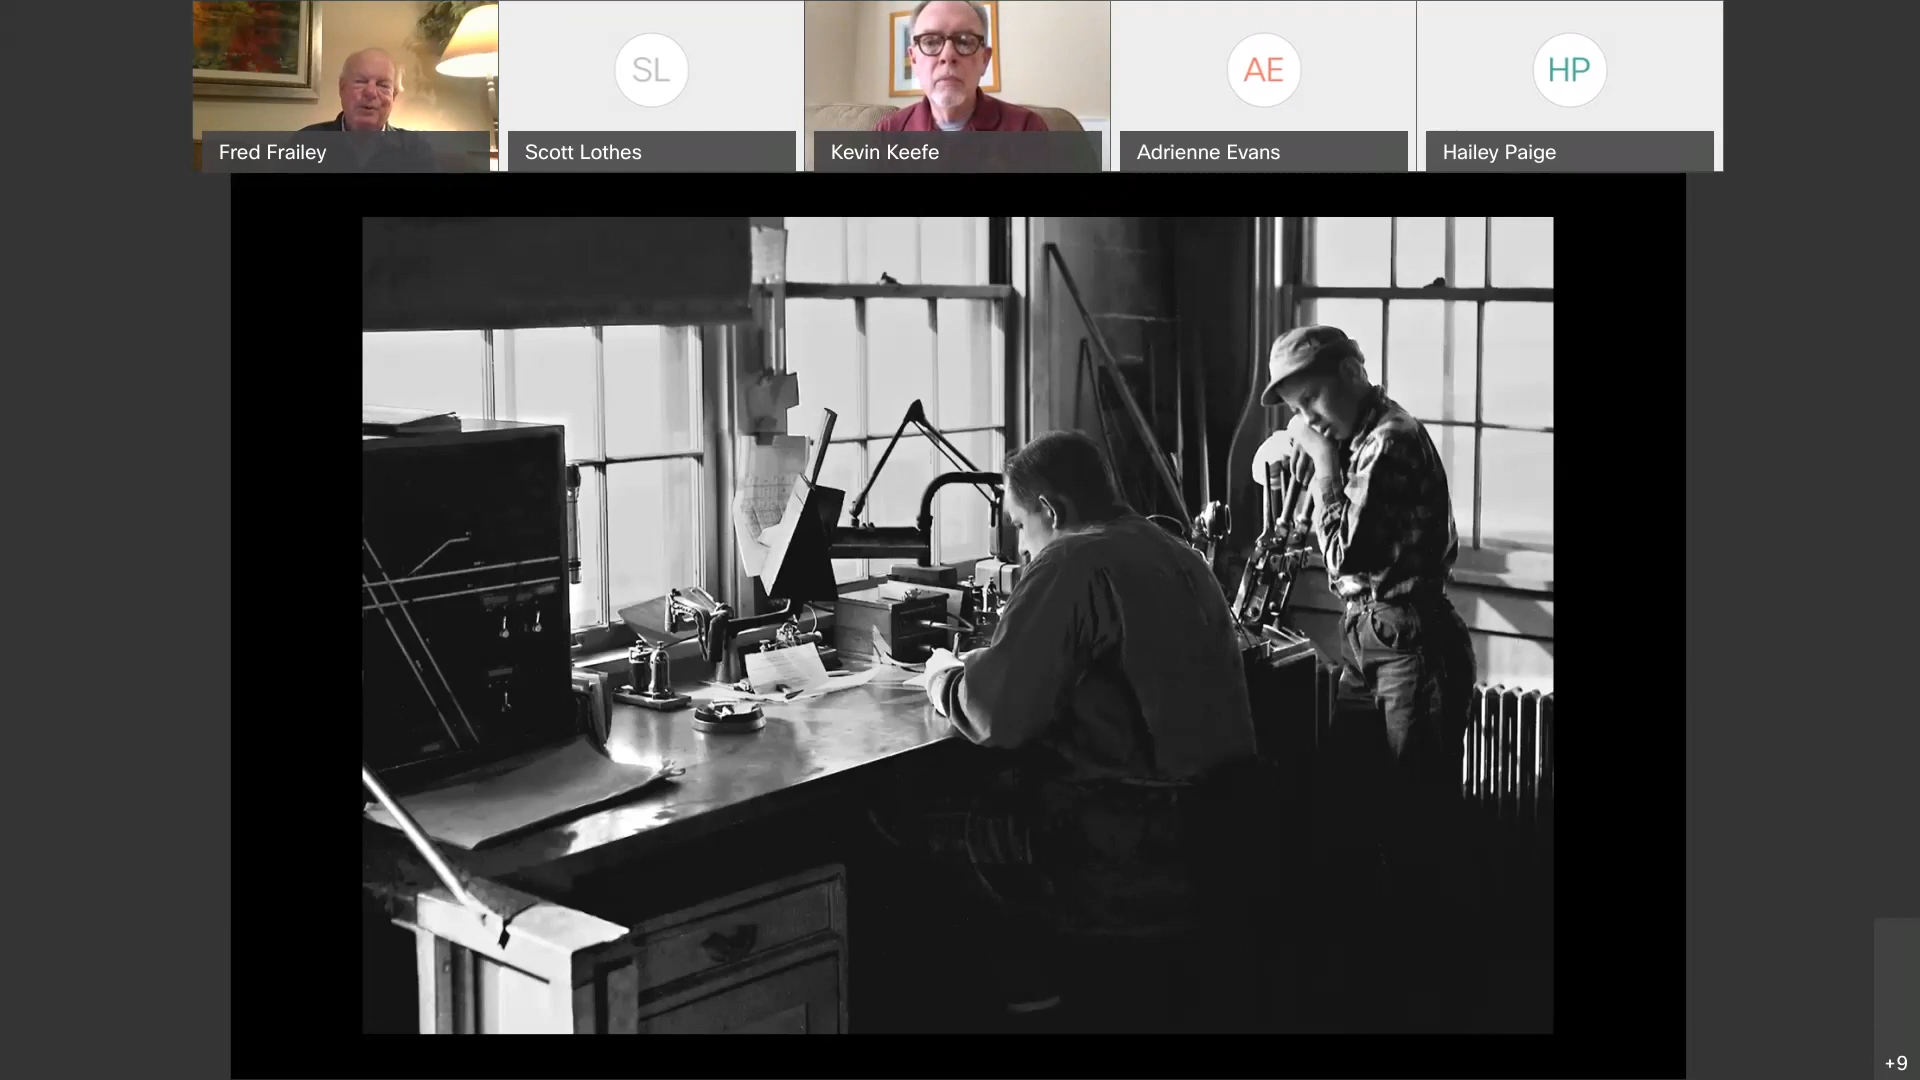 SL
AE
HP
Fred Frailey
Scott Lothes
Kevin Keefe
Adrienne Evans
Hailey Paige
+9